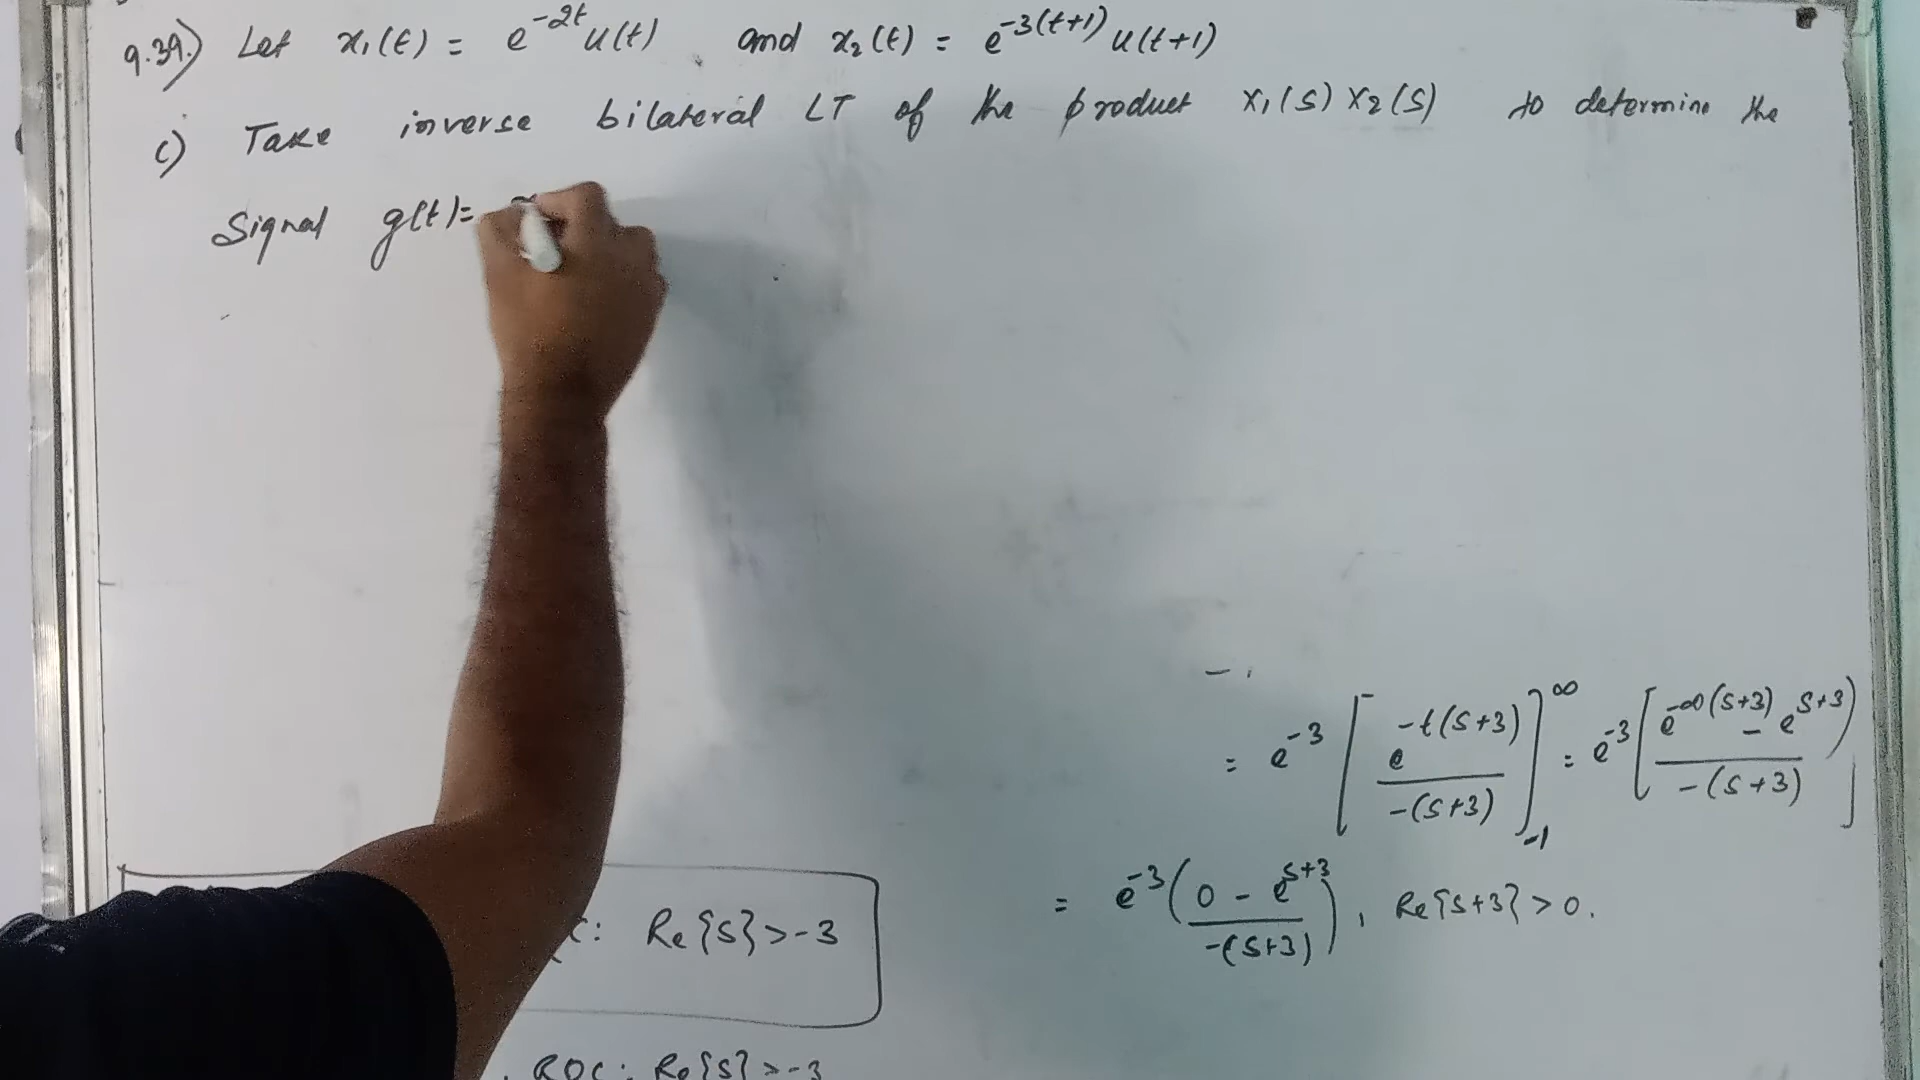 9.39.) Let x₁(t) = e^{-2t} u(t) and x₂(t) = e^{-3(t+1)} u(t+1)
c) Take inverse bilateral LT of the product X₁(s) X₂(s) to determine the
Signal g(t) =
= e^{-3} [ e^{-t(s+3)} / -(s+3) ]_{-1}^{∞} = e^{-3} [ e^{-∞(s+3)} - e^{s+3} / -(s+3) ]
= e^{-3} ( 0 - e^{s+3} / -(s+3) ) , Re{s+3} > 0.
: Re{s} > -3
ROC: Re{s} > -3